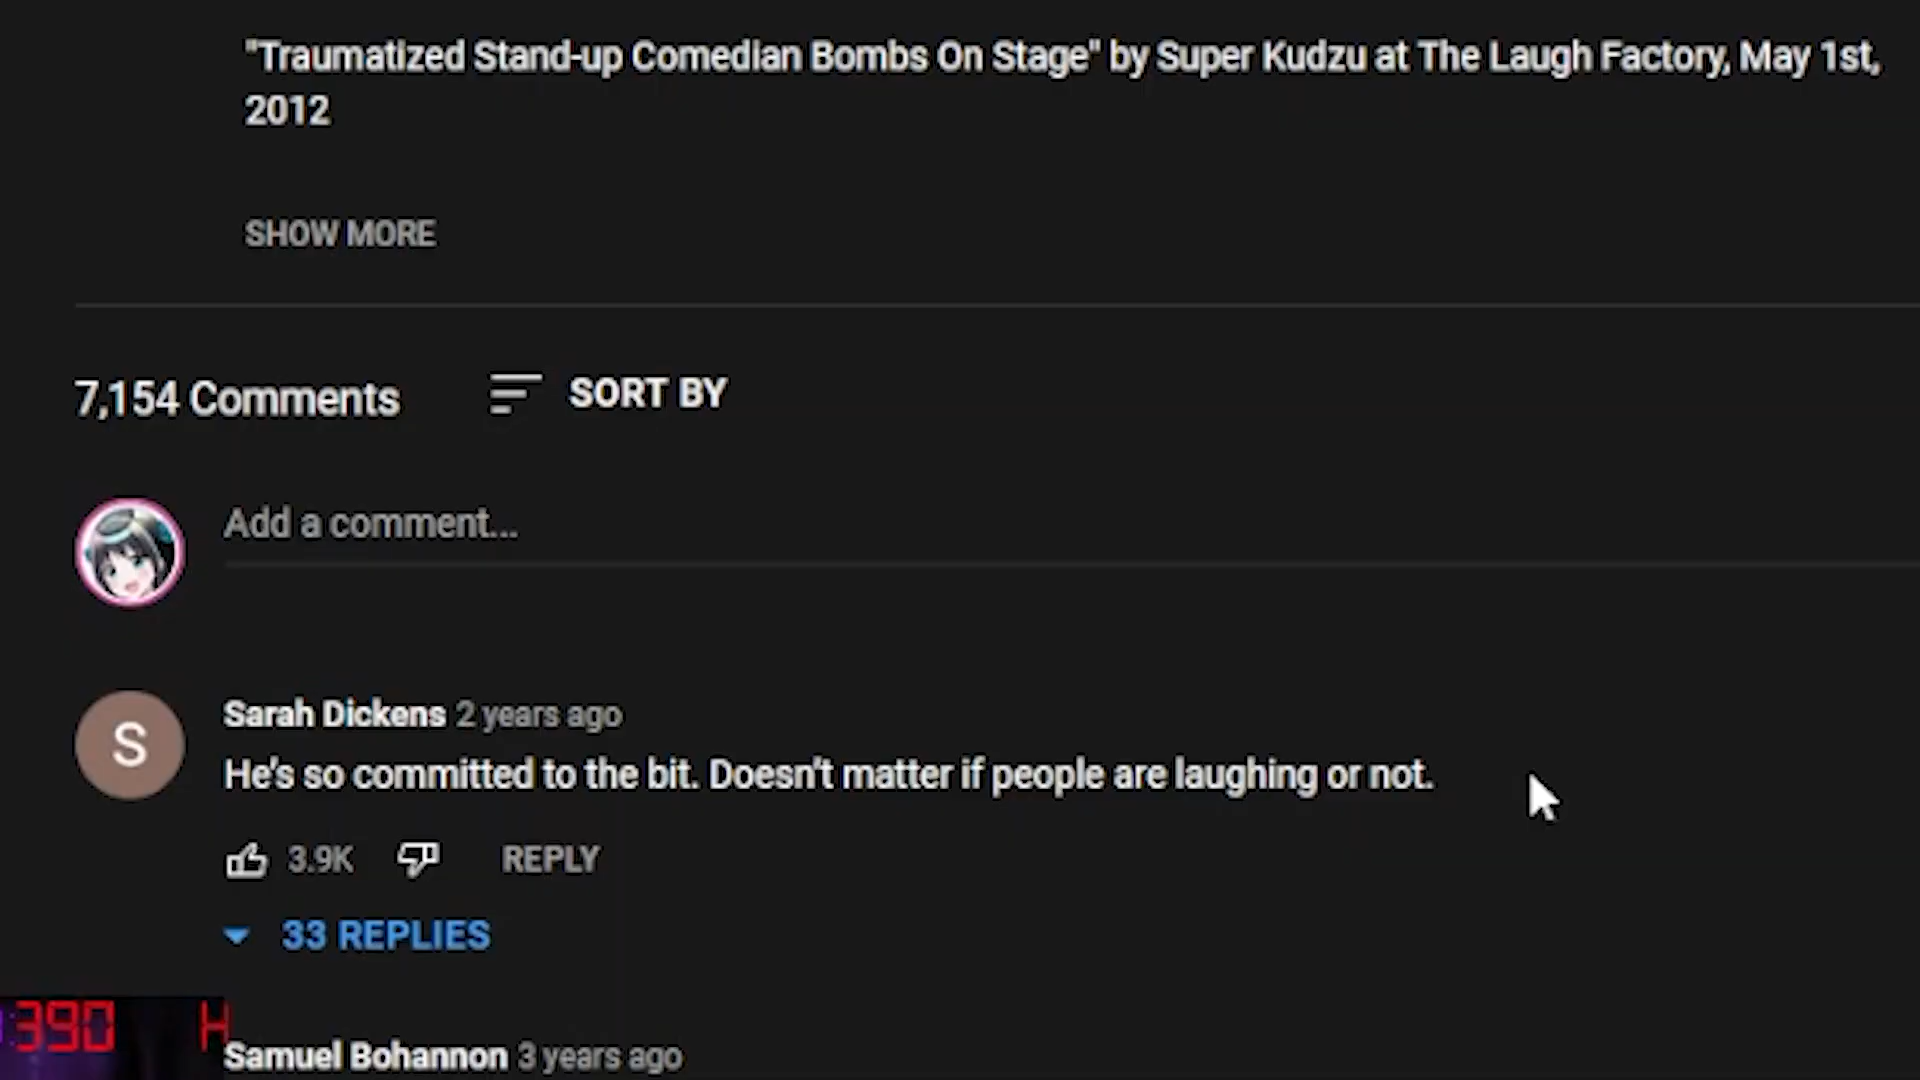 "Traumatized Stand-up Comedian Bombs On Stage" by Super Kudzu at The Laugh Factory, May 1st,
2012
SHOW MORE
7,154 Comments
SORT BY
Add a comment...
S
Sarah Dickens 2 years ago
He's so committed to the bit. Doesn't matter if people are laughing or not.
3.9K REPLY
33 REPLIES
390 H
Samuel Bohannon 3 years ago